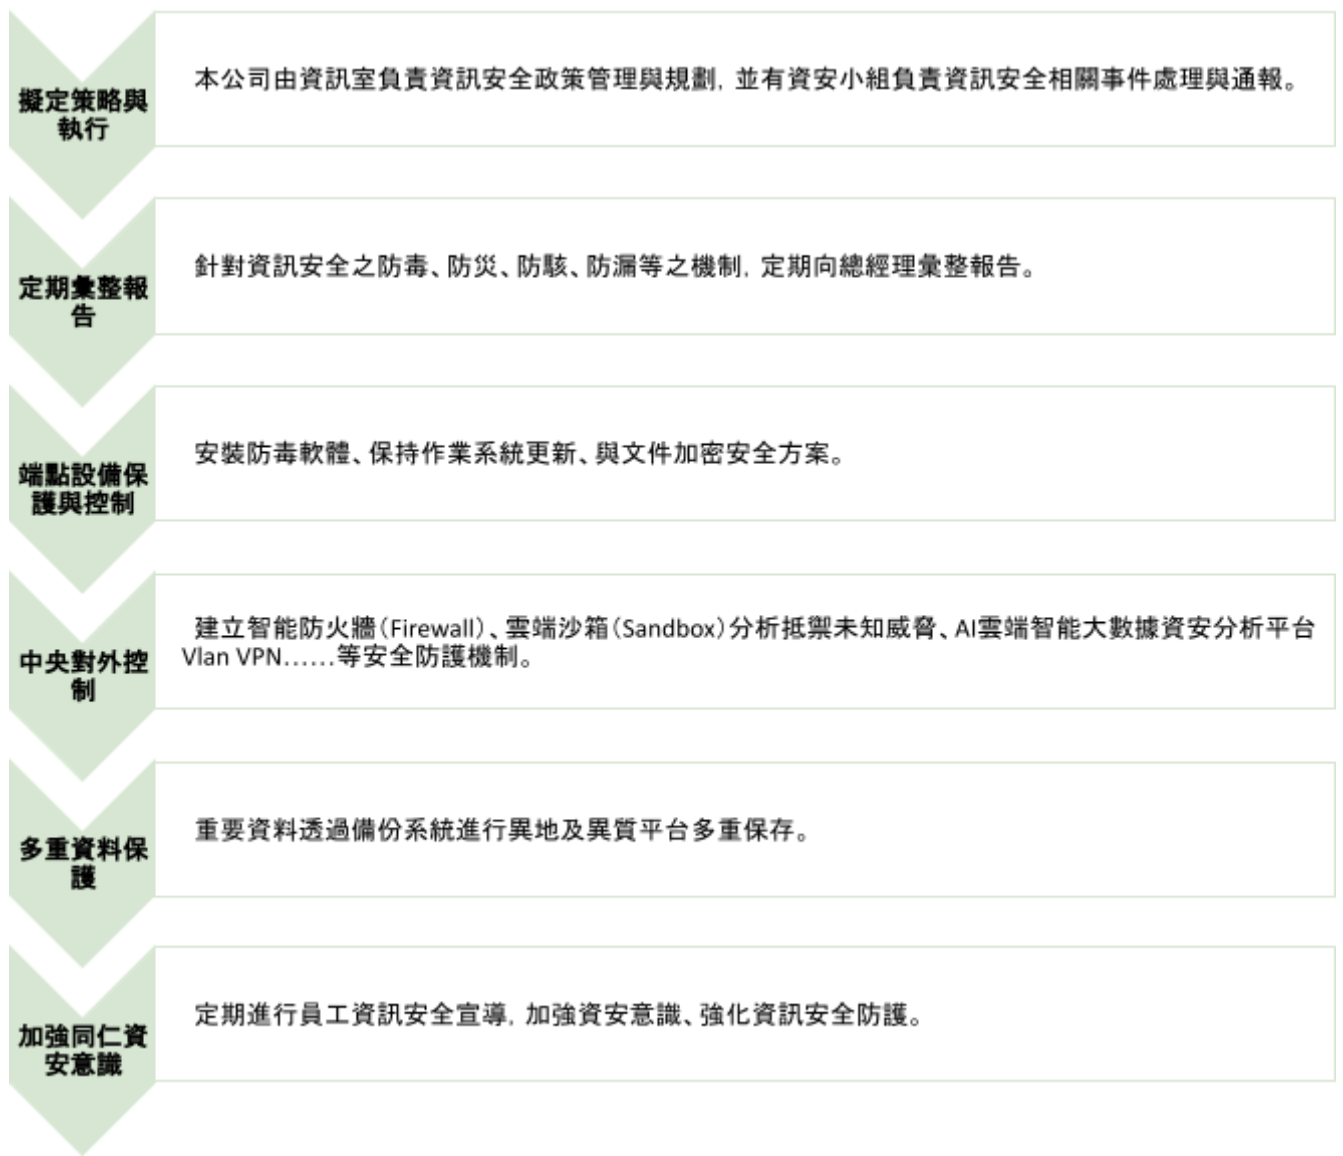 擬定策略與
執行
本公司由資訊室負責資訊安全政策管理與規劃,並有資安小組負責資訊安全相關事件處理與通報。
定期彙整報
告
針對資訊安全之防毒、防災、防駭、防漏等之機制,定期向總經理彙整報告。
端點設備保
護與控制
安裝防毒軟體、保持作業系統更新、與文件加密安全方案。
中央對外控
制
建立智能防火牆(Firewall)、雲端沙箱(Sandbox)分析抵禦未知威脅、AI雲端智能大數據資安分析平台
Vlan VPN……等安全防護機制。
多重資料保
護
重要資料透過備份系統進行異地及異質平台多重保存。
加強同仁資
安意識
定期進行員工資訊安全宣導,加強資安意識、強化資訊安全防護。